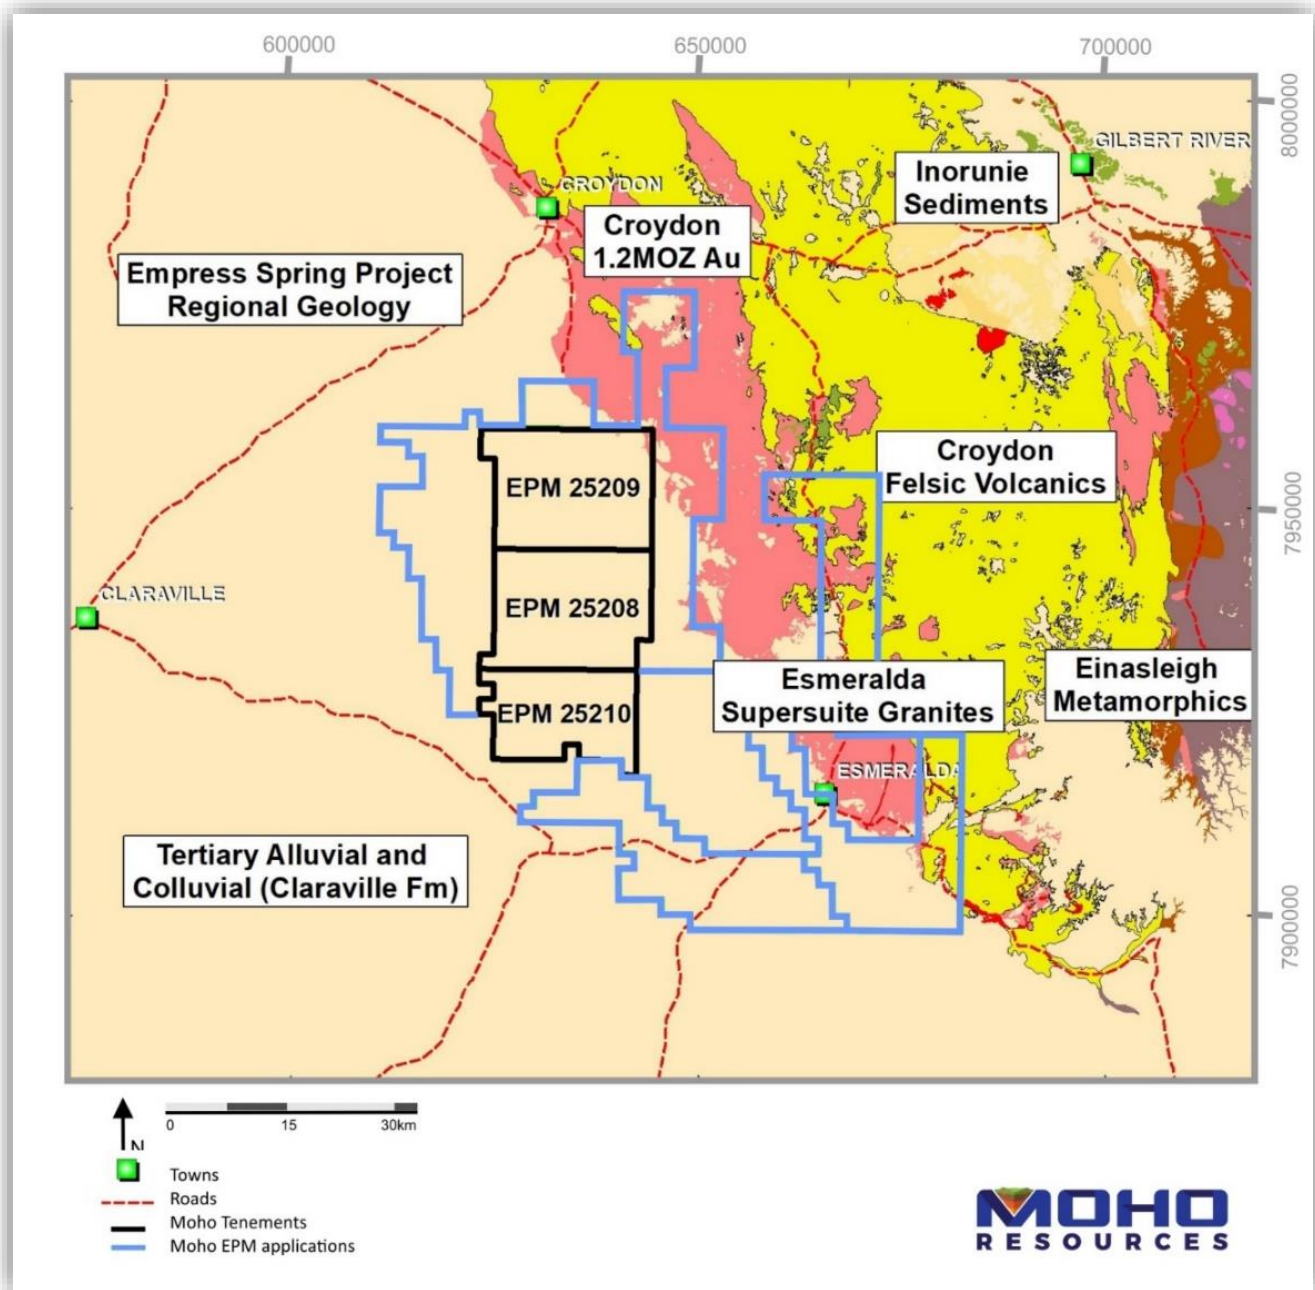 600000
650000
700000
8000000
GILBERT RIVER
Inorunie
Sediments
CROYDON
Croydon
1.2MOZ Au
Empress Spring Project
Regional Geology
Croydon
Felsic Volcanics
EPM 25209
7950000
CLARAVILLE
EPM 25208
Einasleigh
Metamorphics
Esmeralda
Supersuite Granites
EPM 25210
ESMERALDA
Tertiary Alluvial and
Colluvial (Claraville Fm)
7900000
N
0 15 30km
Towns
Roads
Moho Tenements
Moho EPM applications
MOHO
RESOURCES